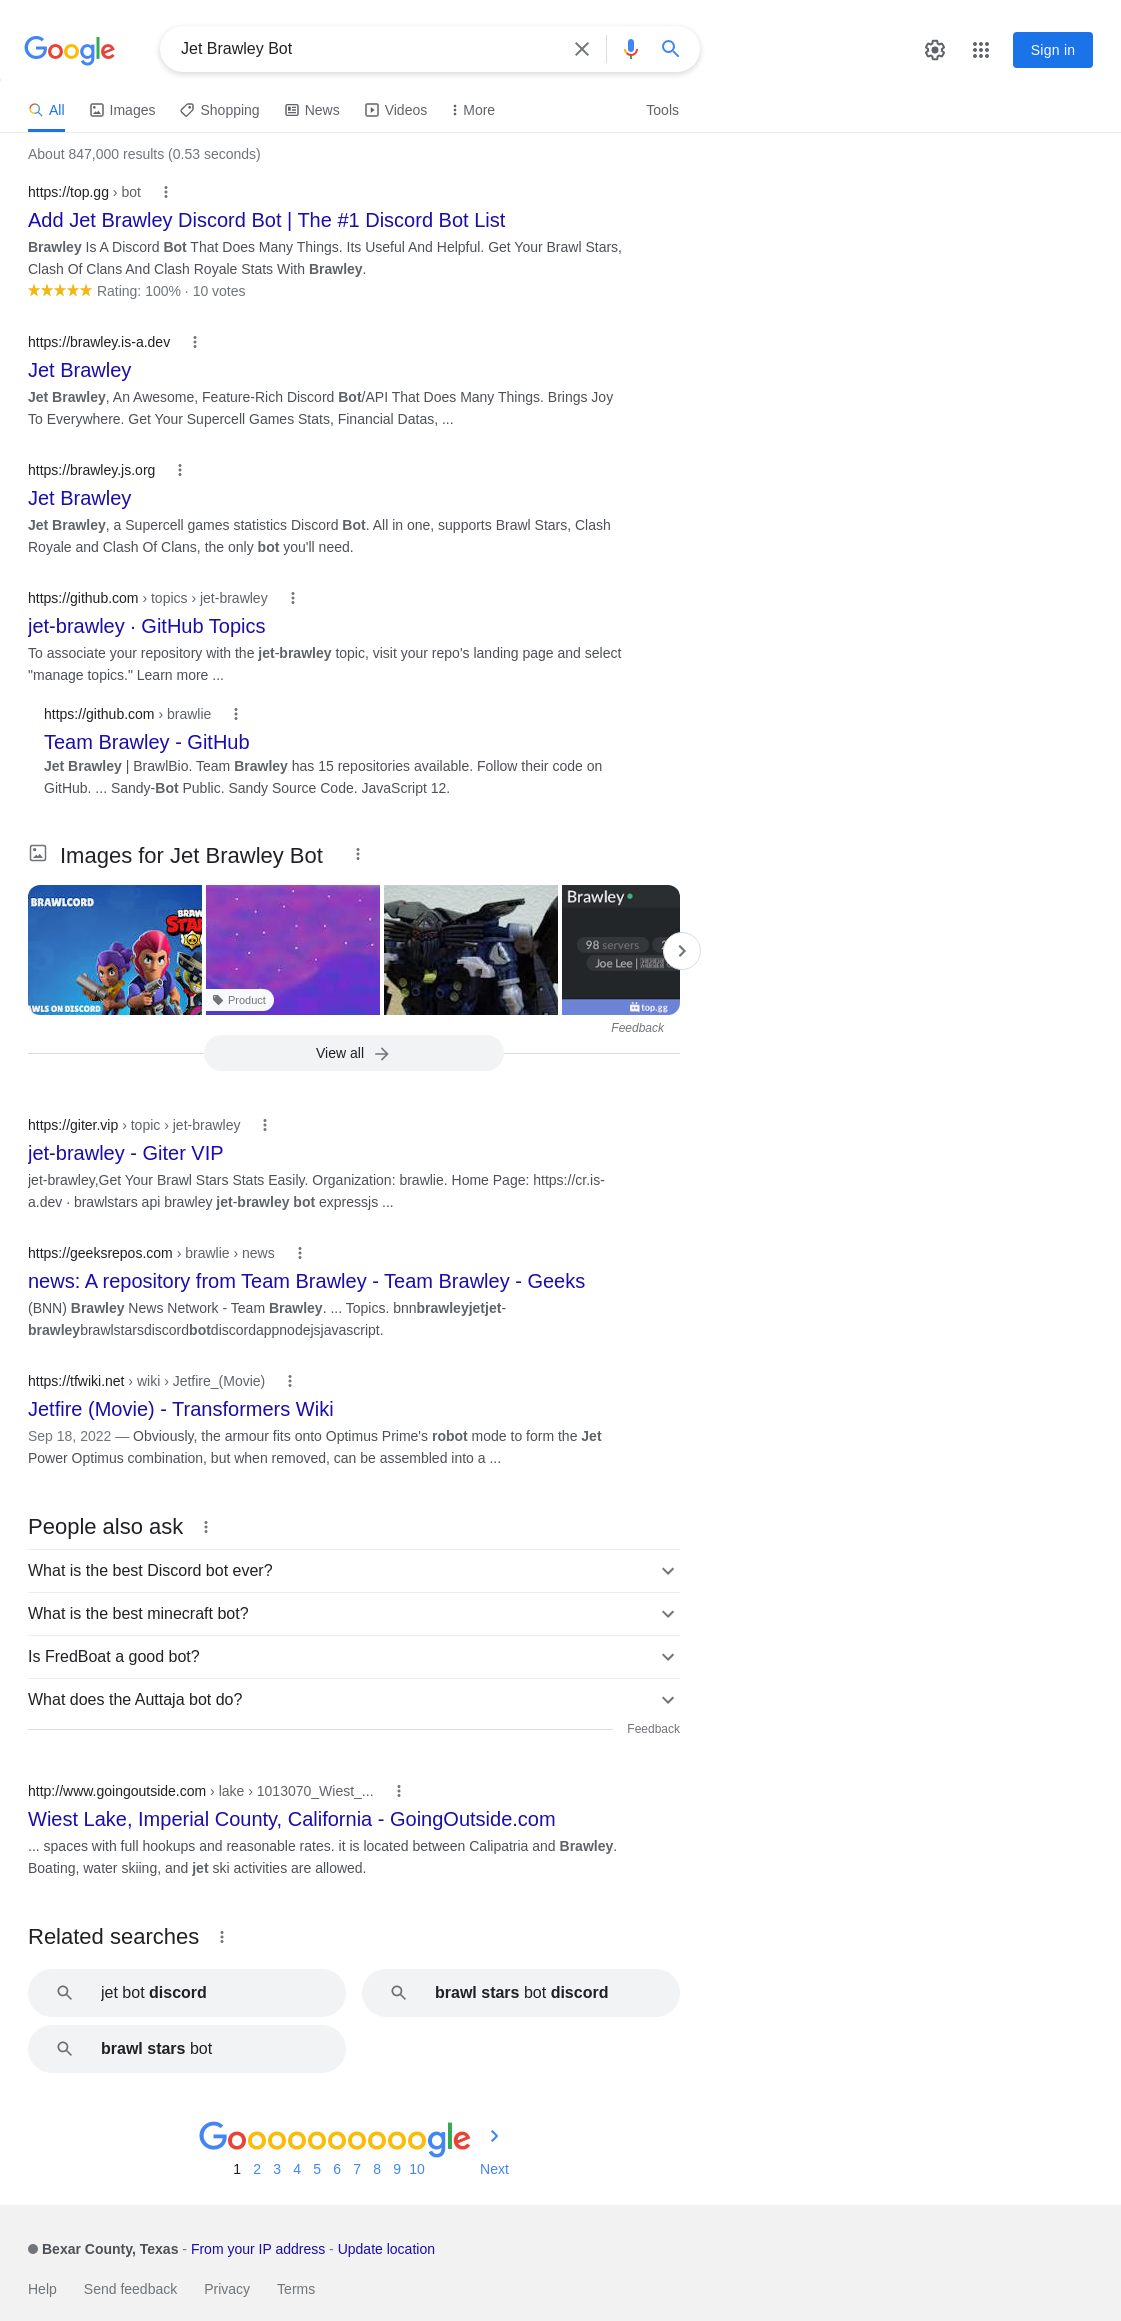 Google
Jet Brawley Bot
Sign in
All Images Shopping News Videos More Tools
About 847,000 results (0.53 seconds)
https://top.gg › bot
Add Jet Brawley Discord Bot | The #1 Discord Bot List
Brawley Is A Discord Bot That Does Many Things. Its Useful And Helpful. Get Your Brawl Stars,
Clash Of Clans And Clash Royale Stats With Brawley.
Rating: 100% · 10 votes
https://brawley.is-a.dev
Jet Brawley
Jet Brawley, An Awesome, Feature-Rich Discord Bot/API That Does Many Things. Brings Joy
To Everywhere. Get Your Supercell Games Stats, Financial Datas, ...
https://brawley.js.org
Jet Brawley
Jet Brawley, a Supercell games statistics Discord Bot. All in one, supports Brawl Stars, Clash
Royale and Clash Of Clans, the only bot you'll need.
https://github.com › topics › jet-brawley
jet-brawley · GitHub Topics
To associate your repository with the jet-brawley topic, visit your repo's landing page and select
"manage topics." Learn more ...
https://github.com › brawlie
Team Brawley - GitHub
Jet Brawley | BrawlBio. Team Brawley has 15 repositories available. Follow their code on
GitHub. ... Sandy-Bot Public. Sandy Source Code. JavaScript 12.
Images for Jet Brawley Bot
BRAWLCORD
AWLS ON DISCORD
Product
Brawley
98 servers
Joe Lee |
top.gg
Feedback
View all
https://giter.vip › topic › jet-brawley
jet-brawley - Giter VIP
jet-brawley,Get Your Brawl Stars Stats Easily. Organization: brawlie. Home Page: https://cr.is-
a.dev · brawlstars api brawley jet-brawley bot expressjs ...
https://geeksrepos.com › brawlie › news
news: A repository from Team Brawley - Team Brawley - Geeks
(BNN) Brawley News Network - Team Brawley. ... Topics. bnnbrawleyjetjet-
brawleybrawlstarsdiscordbotdiscordappnodejsjavascript.
https://tfwiki.net › wiki › Jetfire_(Movie)
Jetfire (Movie) - Transformers Wiki
Sep 18, 2022 — Obviously, the armour fits onto Optimus Prime's robot mode to form the Jet
Power Optimus combination, but when removed, can be assembled into a ...
People also ask
What is the best Discord bot ever?
What is the best minecraft bot?
Is FredBoat a good bot?
What does the Auttaja bot do?
Feedback
http://www.goingoutside.com › lake › 1013070_Wiest_...
Wiest Lake, Imperial County, California - GoingOutside.com
... spaces with full hookups and reasonable rates. it is located between Calipatria and Brawley.
Boating, water skiing, and jet ski activities are allowed.
Related searches
jet bot discord
brawl stars bot discord
brawl stars bot
Gooooooooogle
1 2 3 4 5 6 7 8 9 10 Next
Bexar County, Texas - From your IP address - Update location
Help Send feedback Privacy Terms